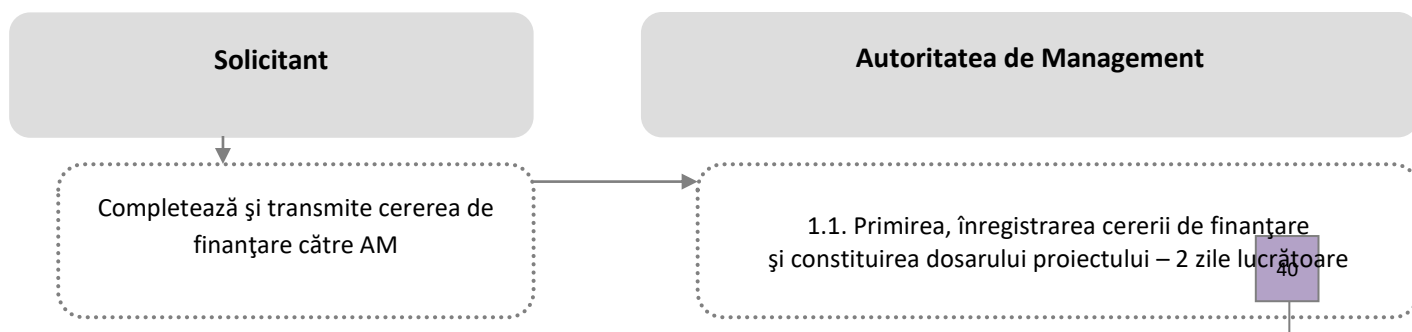 Solicitant
Autoritatea de Management
Completează şi transmite cererea de
finanţare către AM
1.1. Primirea, înregistrarea cererii de finanţare
şi constituirea dosarului proiectului – 2 zile lucrătoare
40